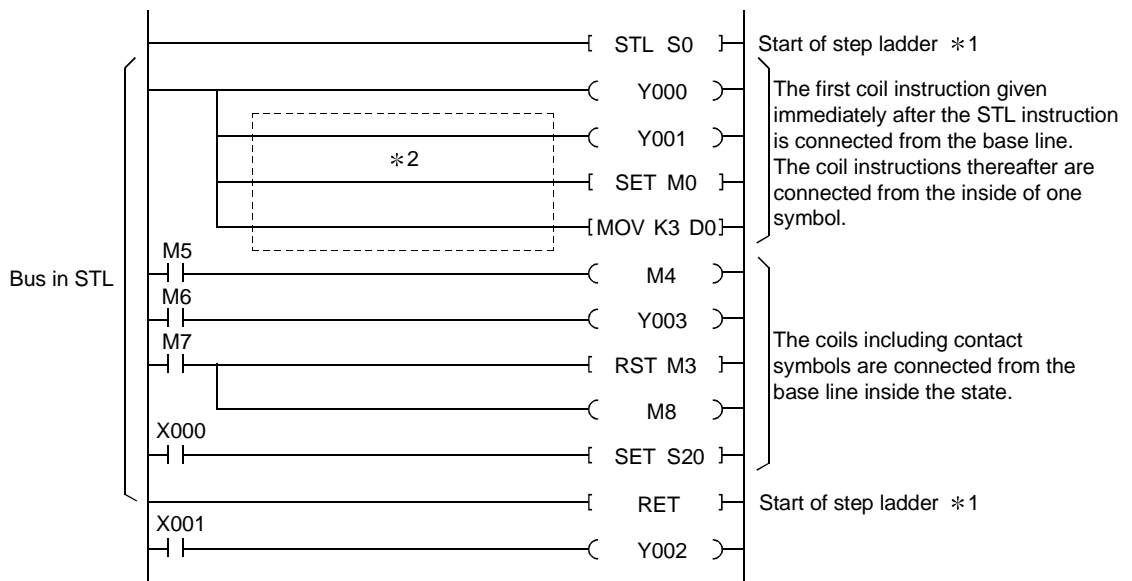 STL S0
Start of step ladder ＊1
Y000
The first coil instruction given
immediately after the STL instruction
is connected from the base line.
The coil instructions thereafter are
connected from the inside of one
symbol.
Y001
＊2
SET M0
MOV K3 D0
Bus in STL
M5
M4
M6
Y003
M7
RST M3
M8
The coils including contact
symbols are connected from the
base line inside the state.
X000
SET S20
RET
Start of step ladder ＊1
X001
Y002